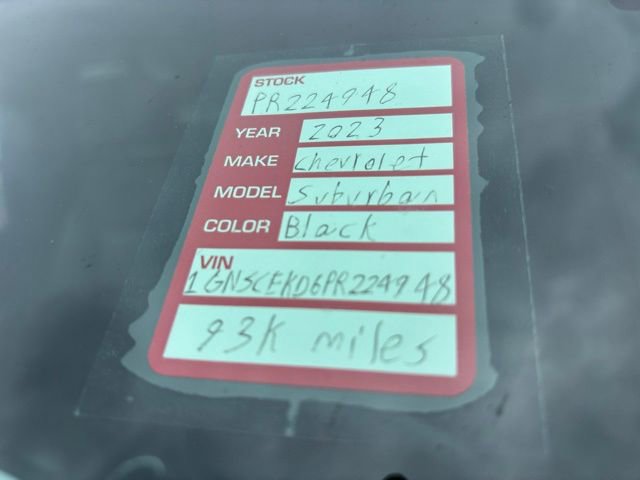 STOCK
PR224948
YEAR 2023
MAKE Chevrolet
MODEL Suburban
COLOR Black
VIN
1GNSCEKD6PR224948
93K miles